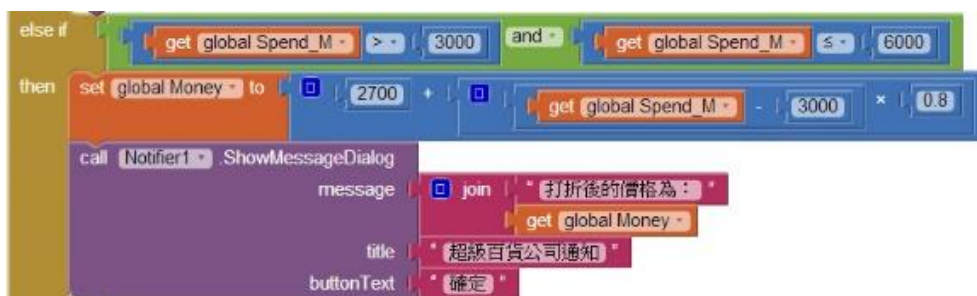 else if get global Spend_M > 3000 and get global Spend_M ≤ 6000
then set global Money to 2700 + get global Spend_M - 3000 × 0.8
call Notifier1 .ShowMessageDialog
message join " 打折後的價格為： "
get global Money
title " 超級百貨公司通知 "
buttonText " 確定 "